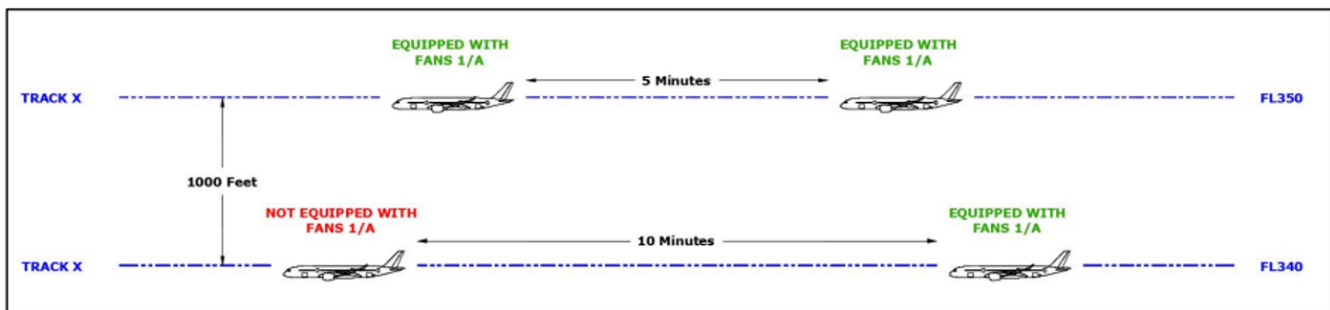 EQUIPPED WITH
FANS 1/A
EQUIPPED WITH
FANS 1/A
TRACK X
5 Minutes
FL350
1000 Feet
NOT EQUIPPED WITH
FANS 1/A
EQUIPPED WITH
FANS 1/A
TRACK X
10 Minutes
FL340